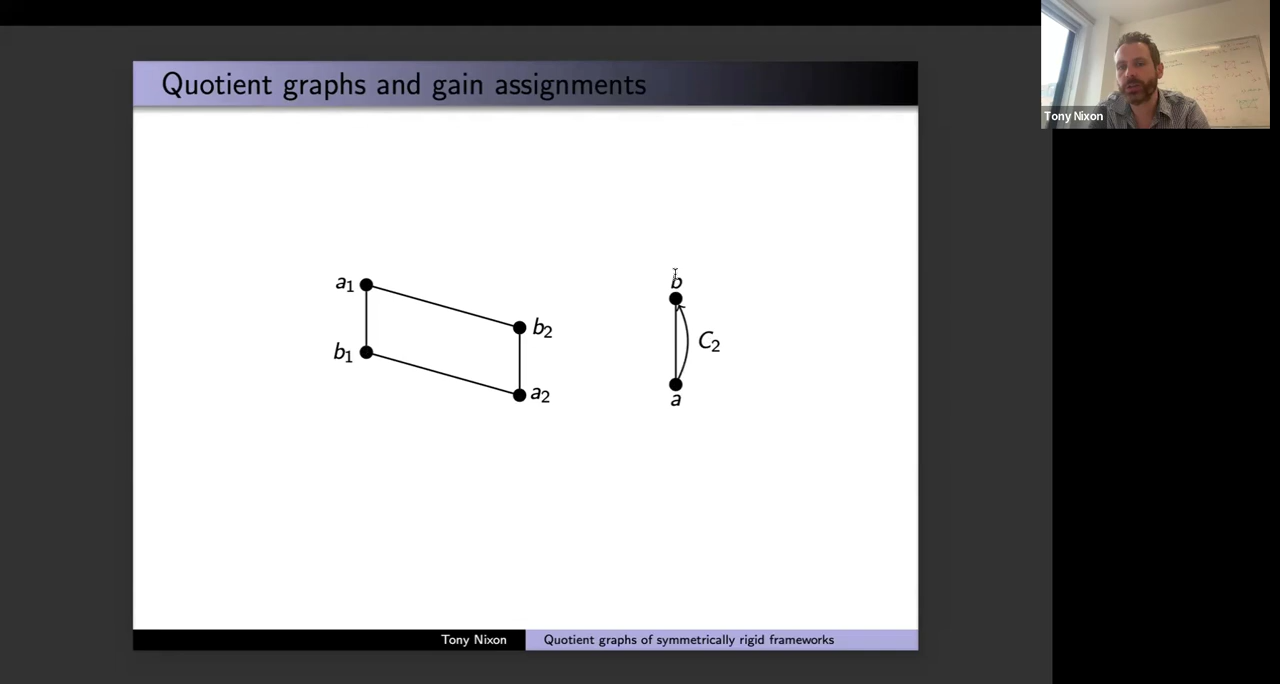 Quotient graphs and gain assignments
Tony Nixon
a1
b2
b1
a2
b
C2
a
Tony Nixon
Quotient graphs of symmetrically rigid frameworks